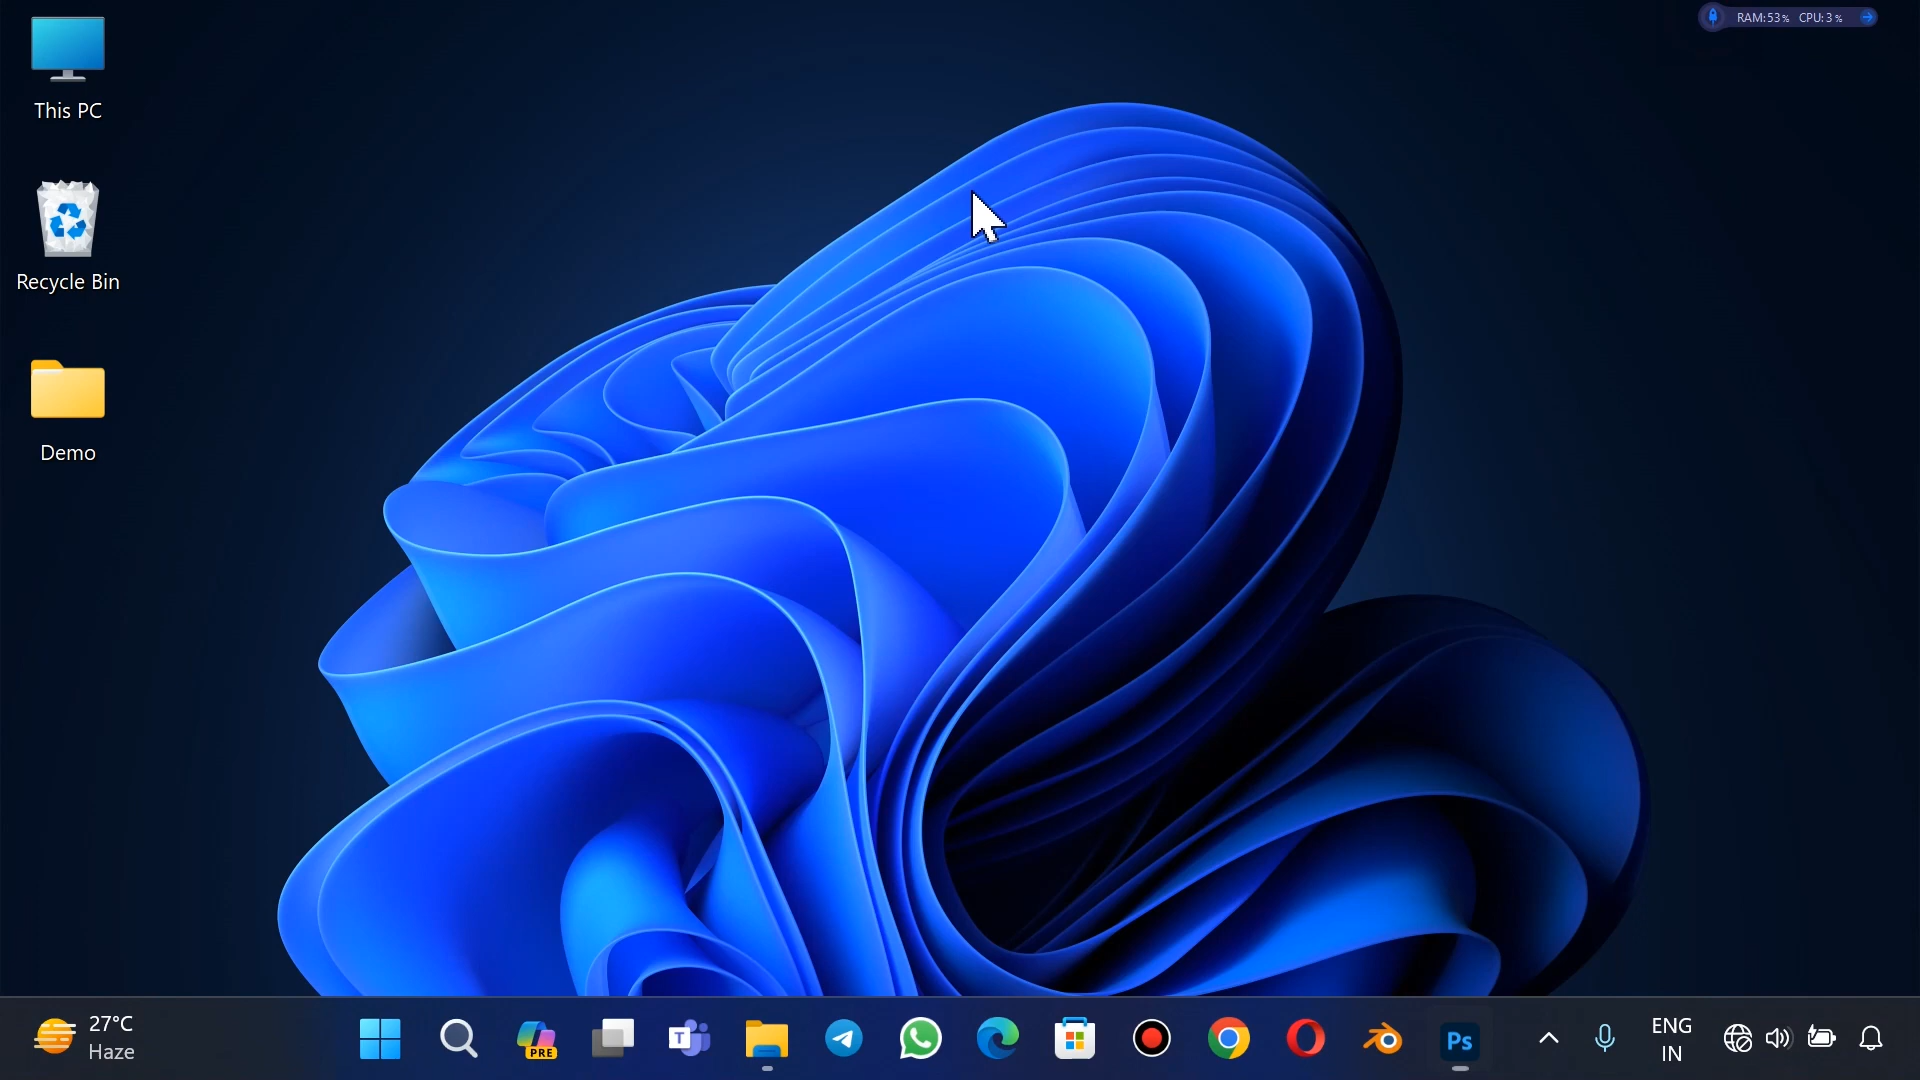 RAM:53% CPU:3%
This PC
Recycle Bin
Demo
27°C
Haze
PRE
T
Ps
ENG
IN